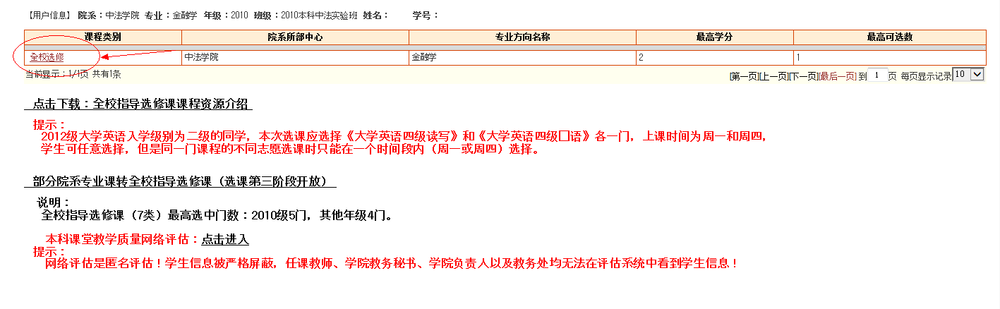 【用户信息】 院系：中法学院 专业：金融学 年级：2010 班级：2010本科中法实验班 姓名： 学号：
课程类别 院系所部中心 专业方向名称 最高学分 最高可选数
全校选修 中法学院 金融学 2 1
当前显示：1/1页 共有1条 [第一页][上一页][下一页][最后一页] 到 1 页 每页显示记录 10
点击下载：全校指导选修课课程资源介绍
提示：
2012级大学英语入学级别为二级的同学，本次选课应选择《大学英语四级读写》和《大学英语四级口语》各一门，上课时间为周一和周四，
学生可任意选择，但是同一门课程的不同志愿选课时只能在一个时间段内（周一或周四）选择。
部分院系专业课转全校指导选修课（选课第三阶段开放）
说明：
全校指导选修课（7类）最高选中门数：2010级5门，其他年级4门。
本科课堂教学质量网络评估：点击进入
提示：
网络评估是匿名评估！学生信息被严格屏蔽，任课教师、学院教务秘书、学院负责人以及教务处均无法在评估系统中看到学生信息！